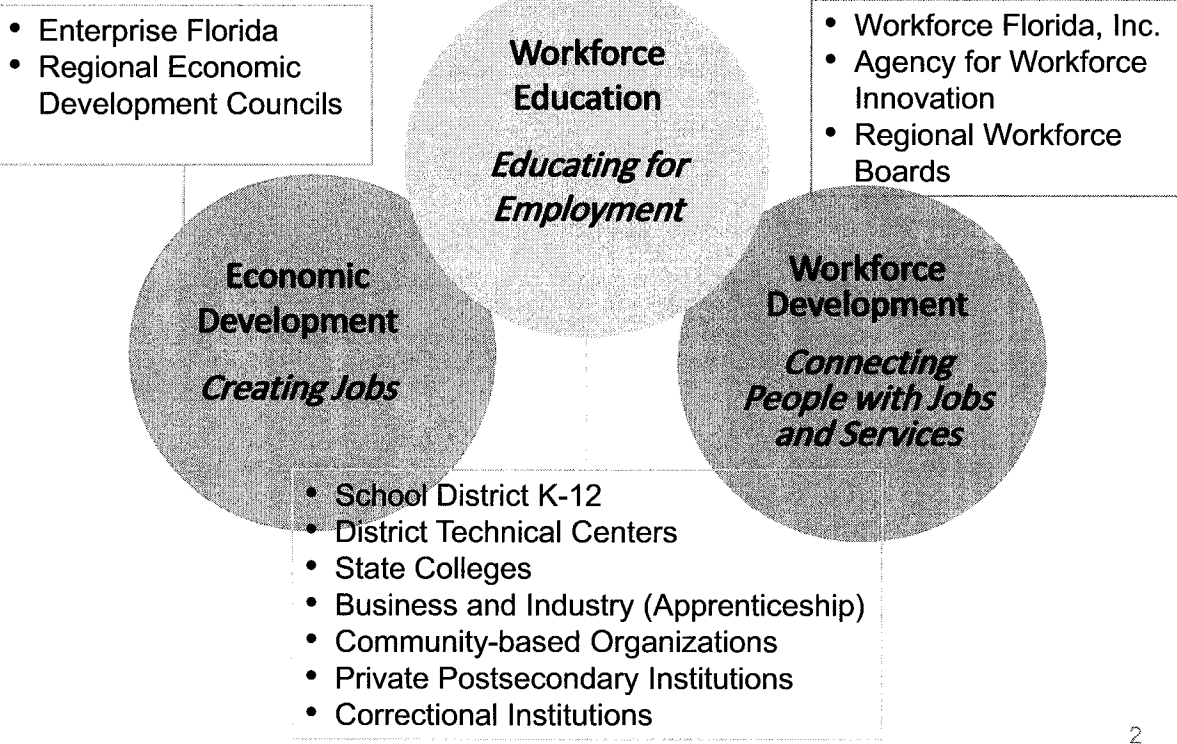 • Enterprise Florida
• Regional Economic
Development Councils
Workforce
Education
Educating for
Employment
• Workforce Florida, Inc.
• Agency for Workforce
Innovation
• Regional Workforce
Boards
Economic
Development
Creating Jobs
Workforce
Development
Connecting
People with Jobs
and Services
• School District K-12
• District Technical Centers
• State Colleges
• Business and Industry (Apprenticeship)
• Community-based Organizations
• Private Postsecondary Institutions
• Correctional Institutions
2